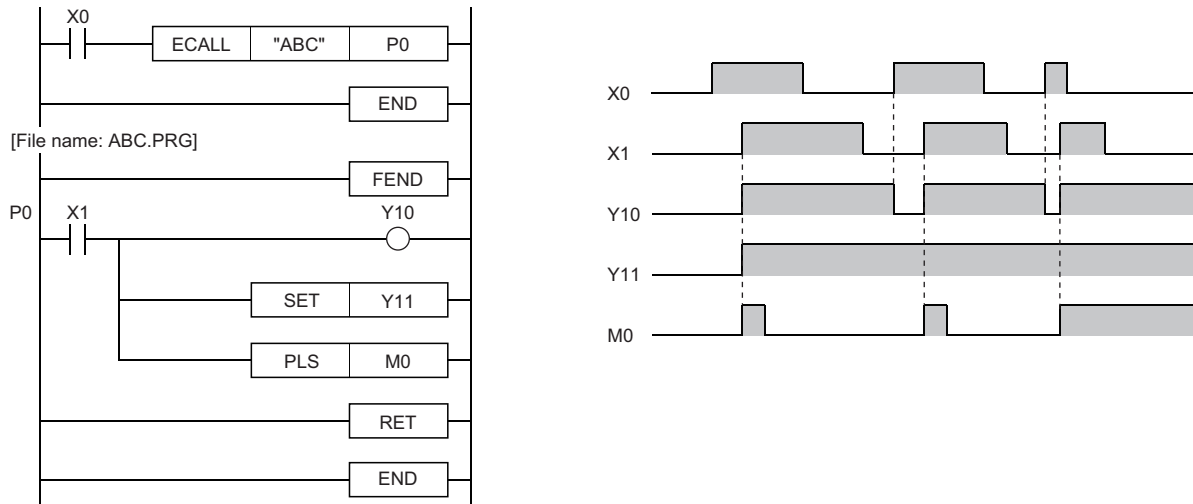 X0
ECALL "ABC" P0
END
[File name: ABC.PRG]
FEND
P0 X1 Y10
SET Y11
PLS M0
RET
END
X0
X1
Y10
Y11
M0